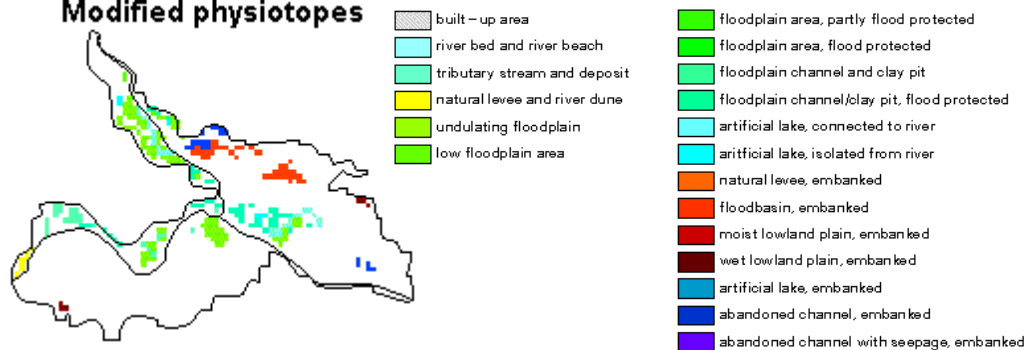 Modified physiotopes
built-up area
river bed and river beach
tributary stream and deposit
natural levee and river dune
undulating floodplain
low floodplain area
floodplain area, partly flood protected
floodplain area, flood protected
floodplain channel and clay pit
floodplain channel/clay pit, flood protected
artificial lake, connected to river
aritficial lake, isolated from river
natural levee, embanked
floodbasin, embanked
moist lowland plain, embanked
wet lowland plain, embanked
artificial lake, embanked
abandoned channel, embanked
abandoned channel with seepage, embanked